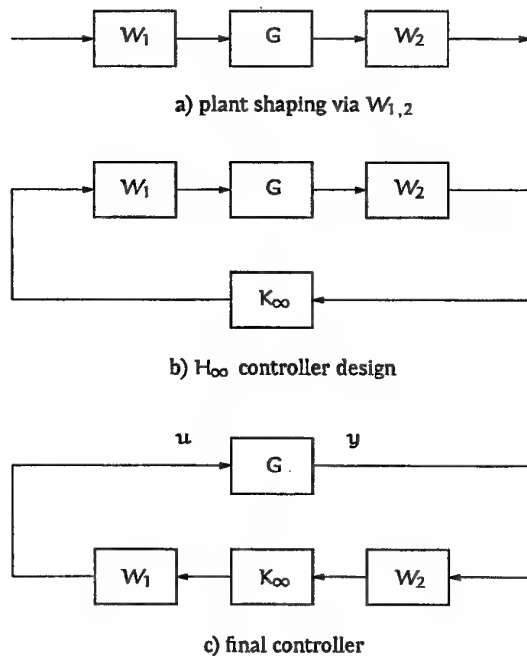 W₁ G W₂
a) plant shaping via W₁,₂
W₁ G W₂
K∞
b) H∞ controller design
u y
G
W₁ K∞ W₂
c) final controller